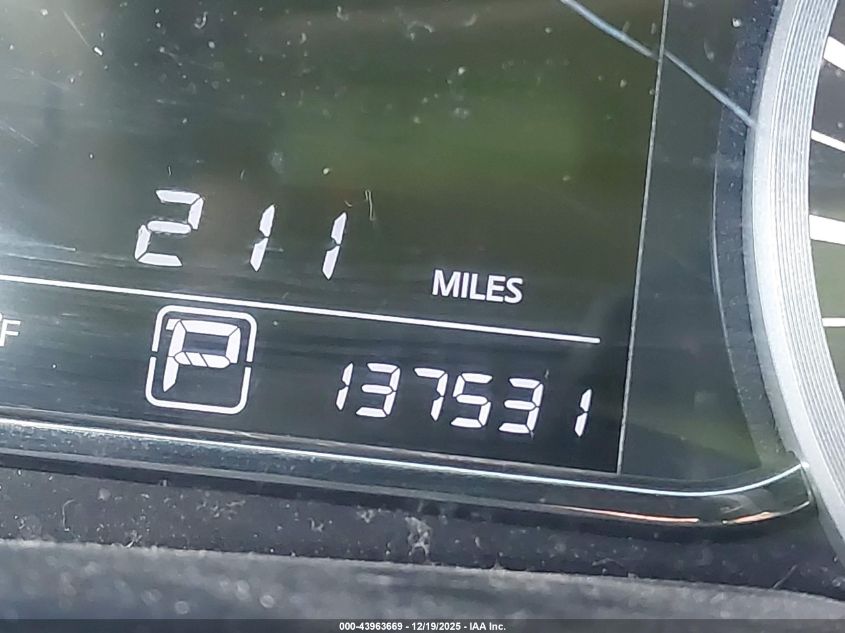 211
MILES
°F
P
137531
000-43963669 - 12/19/2025 - IAA Inc.